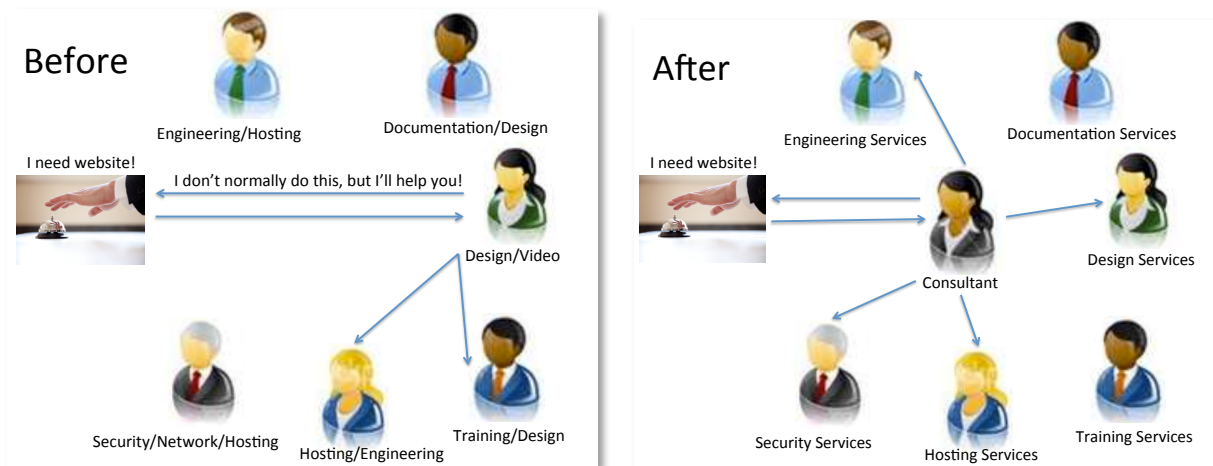 Before
Engineering/Hosting
Documentation/Design
I need website!
I don't normally do this, but I'll help you!
Design/Video
Security/Network/Hosting
Hosting/Engineering
Training/Design
After
Engineering Services
Documentation Services
I need website!
Consultant
Design Services
Security Services
Hosting Services
Training Services